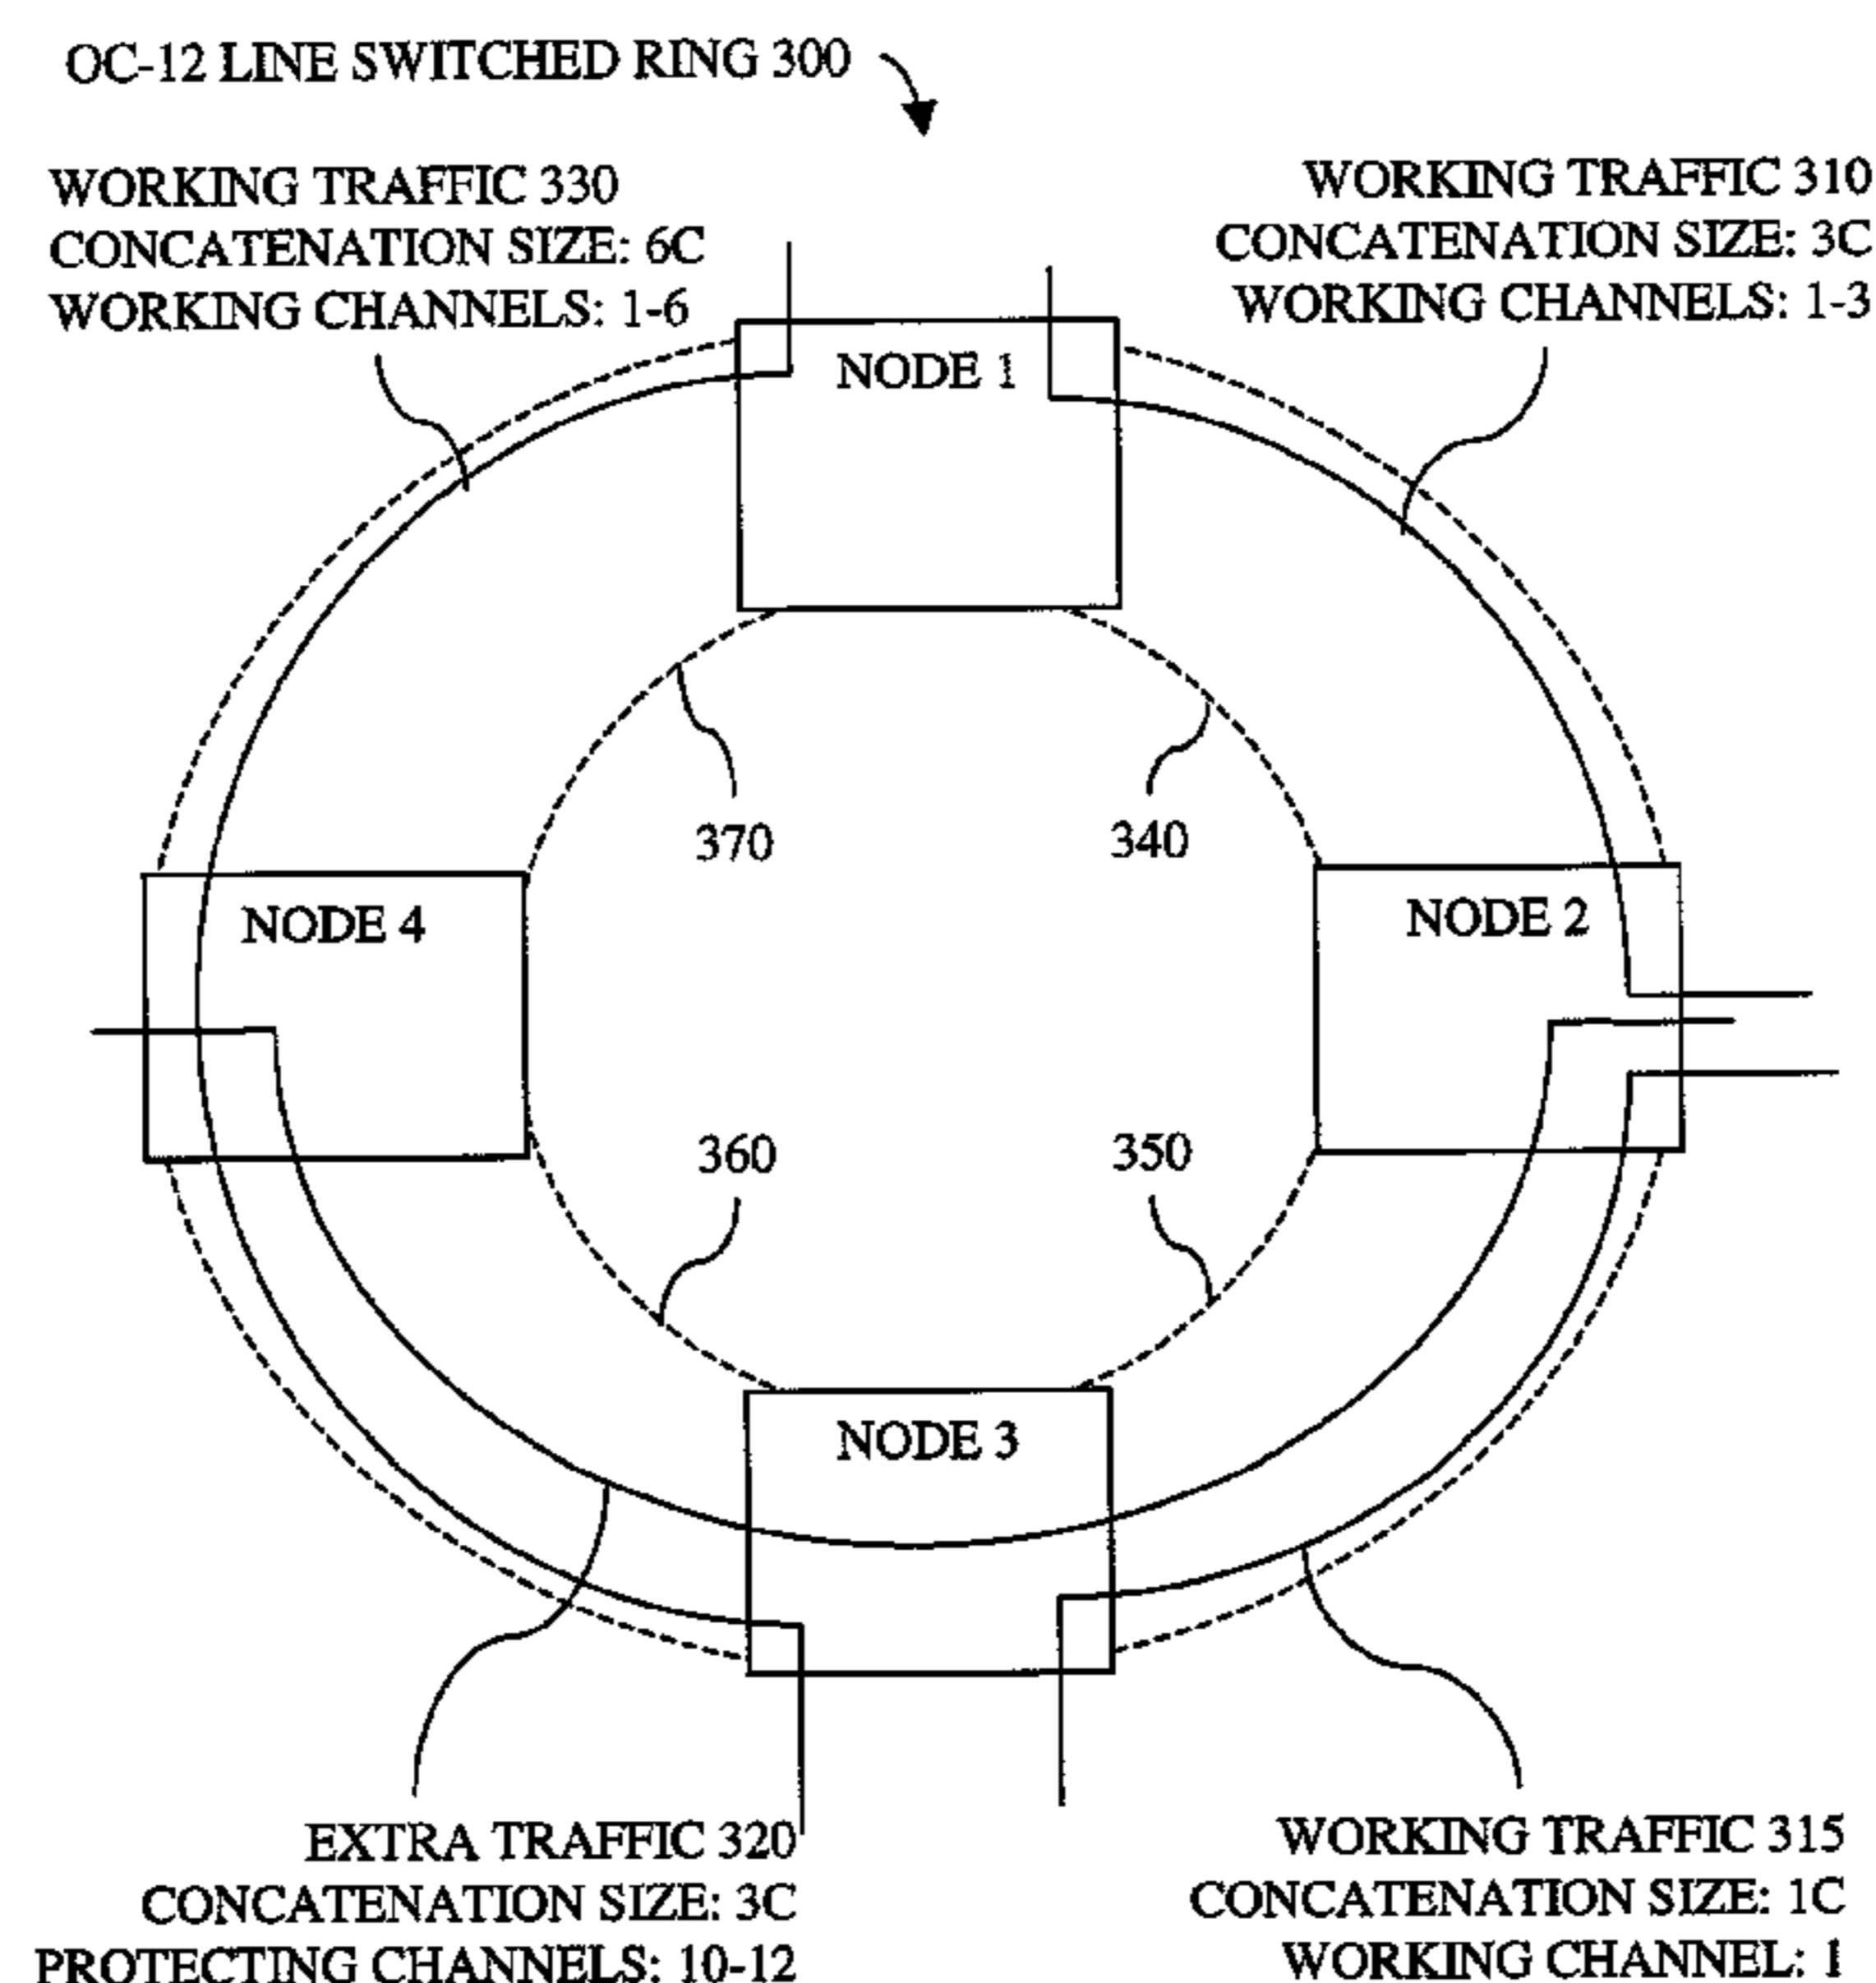 OC-12 LINE SWITCHED RING 300
WORKING TRAFFIC 330
CONCATENATION SIZE: 6C
WORKING CHANNELS: 1-6
WORKING TRAFFIC 310
CONCATENATION SIZE: 3C
WORKING CHANNELS: 1-3
NODE 1
370
340
NODE 4
NODE 2
360
350
NODE 3
EXTRA TRAFFIC 320
CONCATENATION SIZE: 3C
PROTECTING CHANNELS: 10-12
WORKING TRAFFIC 315
CONCATENATION SIZE: 1C
WORKING CHANNEL: 1